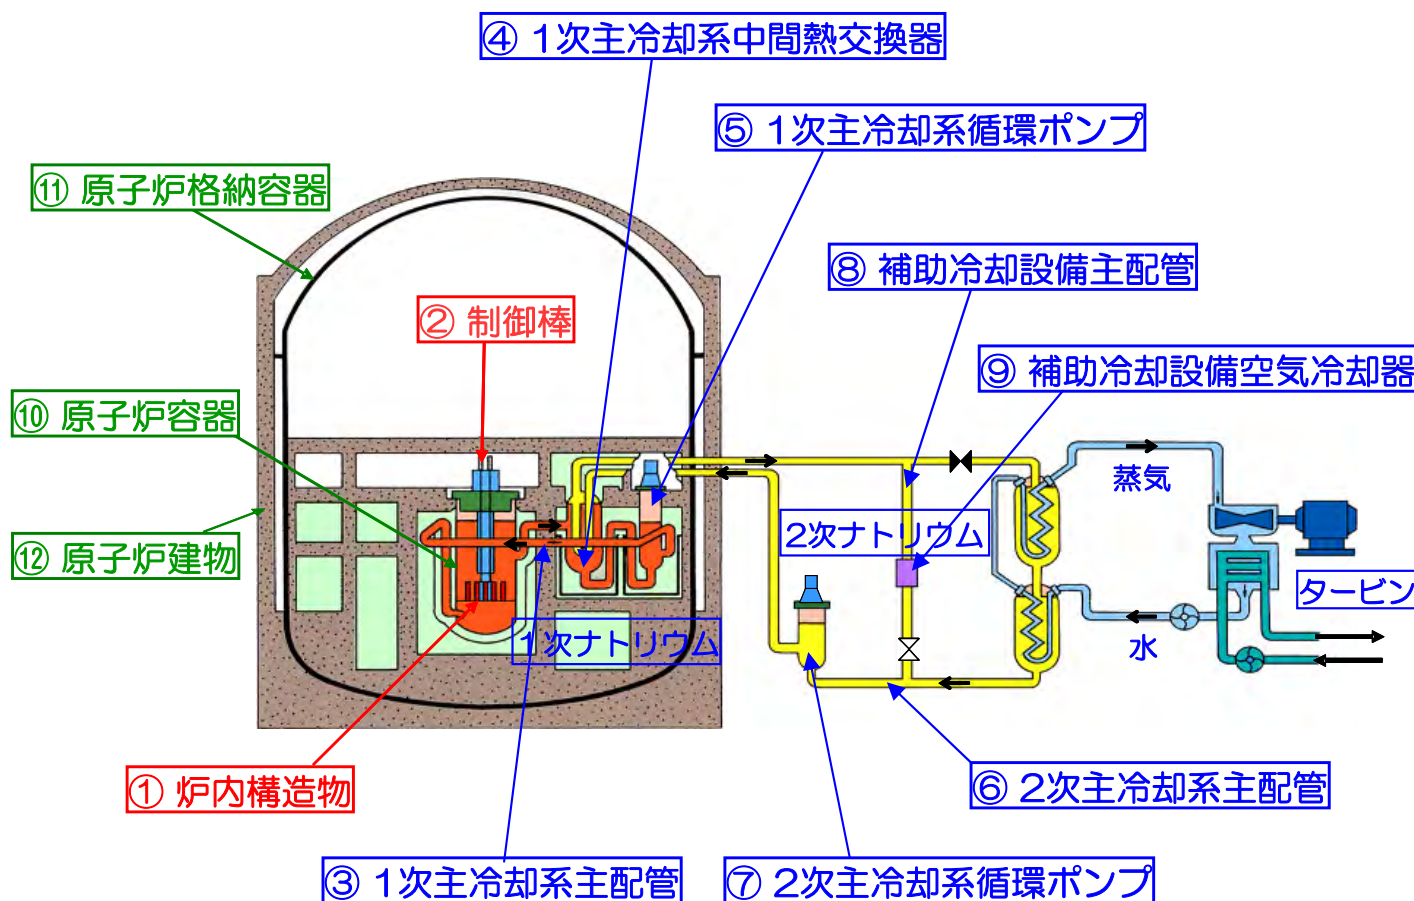 ④ 1次主冷却系中間熱交換器
⑤ 1次主冷却系循環ポンプ
⑪ 原子炉格納容器
⑧ 補助冷却設備主配管
② 制御棒
⑨ 補助冷却設備空気冷却器
⑩ 原子炉容器
蒸気
2次ナトリウム
⑫ 原子炉建物
タービン
1次ナトリウム
水
① 炉内構造物
⑥ 2次主冷却系主配管
③ 1次主冷却系主配管
⑦ 2次主冷却系循環ポンプ